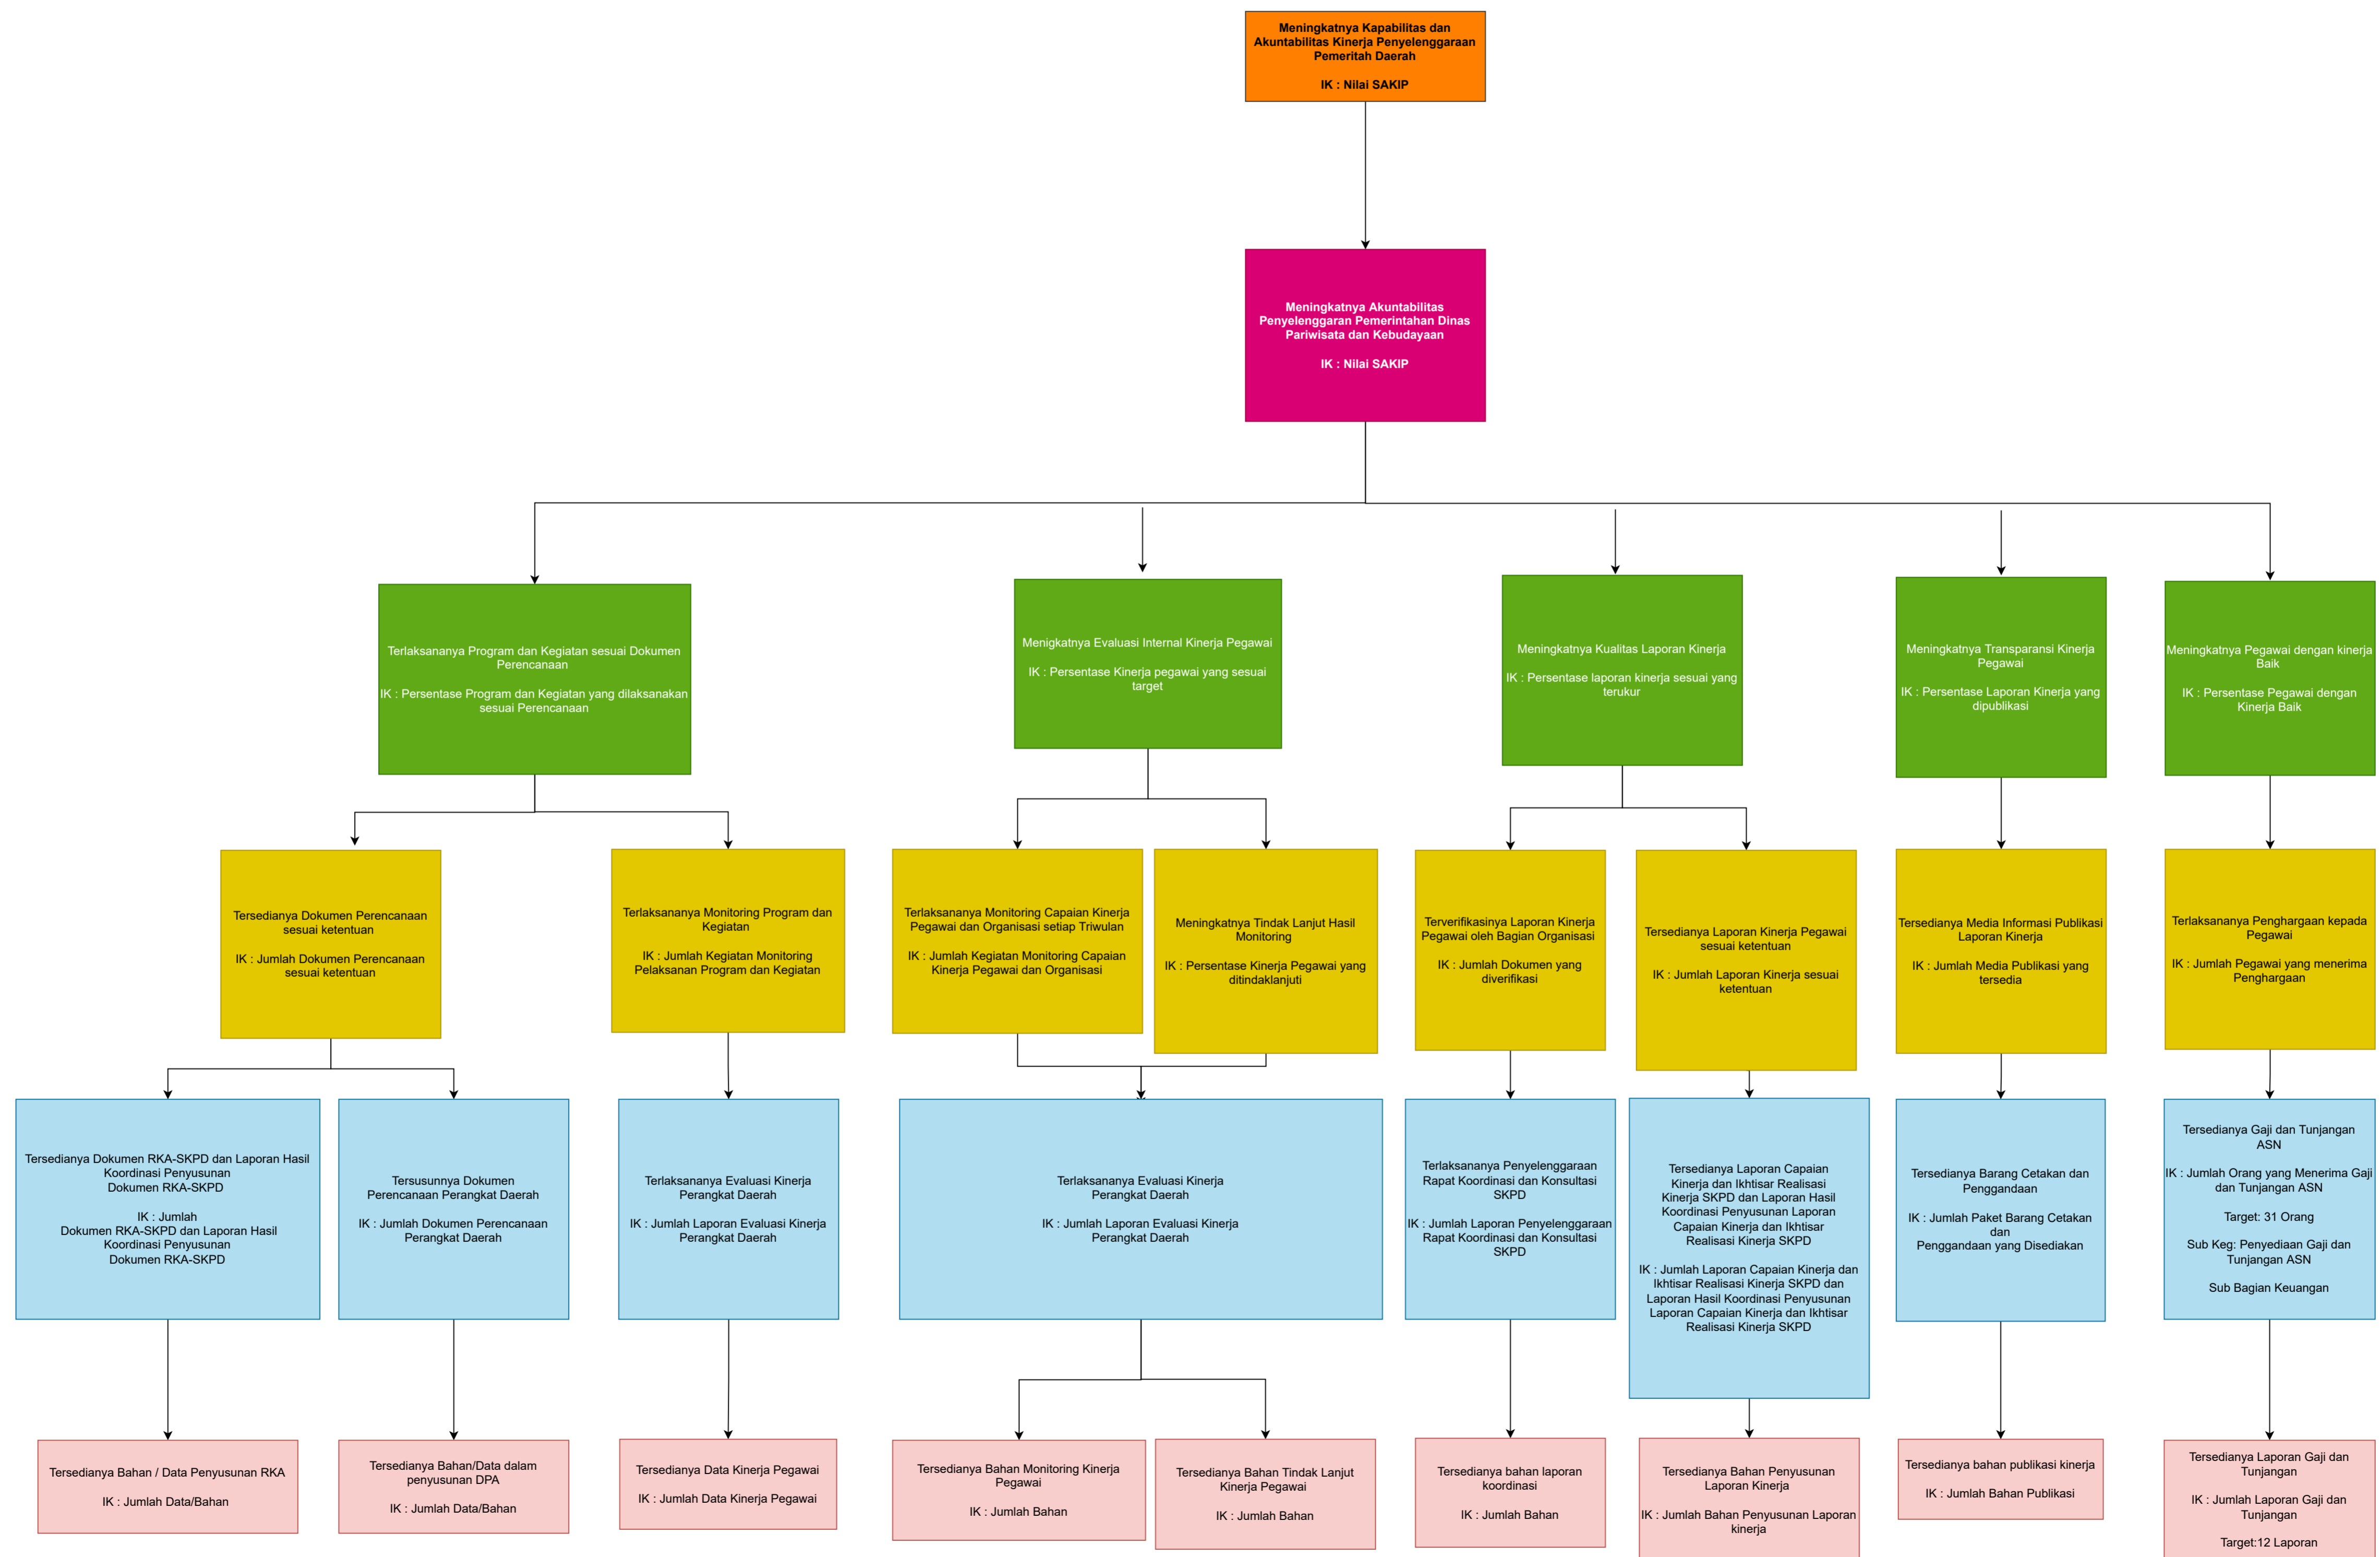 Meningkatnya Kapabilitas dan
Akuntabilitas Kinerja Penyelenggaraan
Pemeritah Daerah
IK : Nilai SAKIP
Meningkatnya Akuntabilitas
Penyelenggaran Pemerintahan Dinas
Pariwisata dan Kebudayaan
IK : Nilai SAKIP
Terlaksananya Program dan Kegiatan sesuai Dokumen
Perencanaan
IK : Persentase Program dan Kegiatan yang dilaksanakan
sesuai Perencanaan
Menigkatnya Evaluasi Internal Kinerja Pegawai
IK : Persentase Kinerja pegawai yang sesuai
target
Meningkatnya Kualitas Laporan Kinerja
IK : Persentase laporan kinerja sesuai yang
terukur
Meningkatnya Transparansi Kinerja
Pegawai
IK : Persentase Laporan Kinerja yang
dipublikasi
Meningkatnya Pegawai dengan kinerja
Baik
IK : Persentase Pegawai dengan
Kinerja Baik
Tersedianya Dokumen Perencanaan
sesuai ketentuan
IK : Jumlah Dokumen Perencanaan
sesuai ketentuan
Terlaksananya Monitoring Program dan
Kegiatan
IK : Jumlah Kegiatan Monitoring
Pelaksanan Program dan Kegiatan
Terlaksananya Monitoring Capaian Kinerja
Pegawai dan Organisasi setiap Triwulan
IK : Jumlah Kegiatan Monitoring Capaian
Kinerja Pegawai dan Organisasi
Meningkatnya Tindak Lanjut Hasil
Monitoring
IK : Persentase Kinerja Pegawai yang
ditindaklanjuti
Terverifikasinya Laporan Kinerja
Pegawai oleh Bagian Organisasi
IK : Jumlah Dokumen yang
diverifikasi
Tersedianya Laporan Kinerja Pegawai
sesuai ketentuan
IK : Jumlah Laporan Kinerja sesuai
ketentuan
Tersedianya Media Informasi Publikasi
Laporan Kinerja
IK : Jumlah Media Publikasi yang
tersedia
Terlaksananya Penghargaan kepada
Pegawai
IK : Jumlah Pegawai yang menerima
Penghargaan
Tersedianya Dokumen RKA-SKPD dan Laporan Hasil
Koordinasi Penyusunan
Dokumen RKA-SKPD
IK : Jumlah
Dokumen RKA-SKPD dan Laporan Hasil
Koordinasi Penyusunan
Dokumen RKA-SKPD
Tersusunnya Dokumen
Perencanaan Perangkat Daerah
IK : Jumlah Dokumen Perencanaan
Perangkat Daerah
Terlaksananya Evaluasi Kinerja
Perangkat Daerah
IK : Jumlah Laporan Evaluasi Kinerja
Perangkat Daerah
Terlaksananya Evaluasi Kinerja
Perangkat Daerah
IK : Jumlah Laporan Evaluasi Kinerja
Perangkat Daerah
Terlaksananya Penyelenggaraan
Rapat Koordinasi dan Konsultasi
SKPD
IK : Jumlah Laporan Penyelenggaraan
Rapat Koordinasi dan Konsultasi
SKPD
Tersedianya Laporan Capaian
Kinerja dan Ikhtisar Realisasi
Kinerja SKPD dan Laporan Hasil
Koordinasi Penyusunan Laporan
Capaian Kinerja dan Ikhtisar
Realisasi Kinerja SKPD
IK : Jumlah Laporan Capaian Kinerja dan
Ikhtisar Realisasi Kinerja SKPD dan
Laporan Hasil Koordinasi Penyusunan
Laporan Capaian Kinerja dan Ikhtisar
Realisasi Kinerja SKPD
Tersedianya Barang Cetakan dan
Penggandaan
IK : Jumlah Paket Barang Cetakan
dan
Penggandaan yang Disediakan
Tersedianya Gaji dan Tunjangan
ASN
IK : Jumlah Orang yang Menerima Gaji
dan Tunjangan ASN
Target: 31 Orang
Sub Keg: Penyediaan Gaji dan
Tunjangan ASN
Sub Bagian Keuangan
Tersedianya Bahan / Data Penyusunan RKA
IK : Jumlah Data/Bahan
Tersedianya Bahan/Data dalam
penyusunan DPA
IK : Jumlah Data/Bahan
Tersedianya Data Kinerja Pegawai
IK : Jumlah Data Kinerja Pegawai
Tersedianya Bahan Monitoring Kinerja
Pegawai
IK : Jumlah Bahan
Tersedianya Bahan Tindak Lanjut
Kinerja Pegawai
IK : Jumlah Bahan
Tersedianya bahan laporan
koordinasi
IK : Jumlah Bahan
Tersedianya Bahan Penyusunan
Laporan Kinerja
IK : Jumlah Bahan Penyusunan Laporan
kinerja
Tersedianya bahan publikasi kinerja
IK : Jumlah Bahan Publikasi
Tersedianya Laporan Gaji dan
Tunjangan
IK : Jumlah Laporan Gaji dan
Tunjangan
Target:12 Laporan